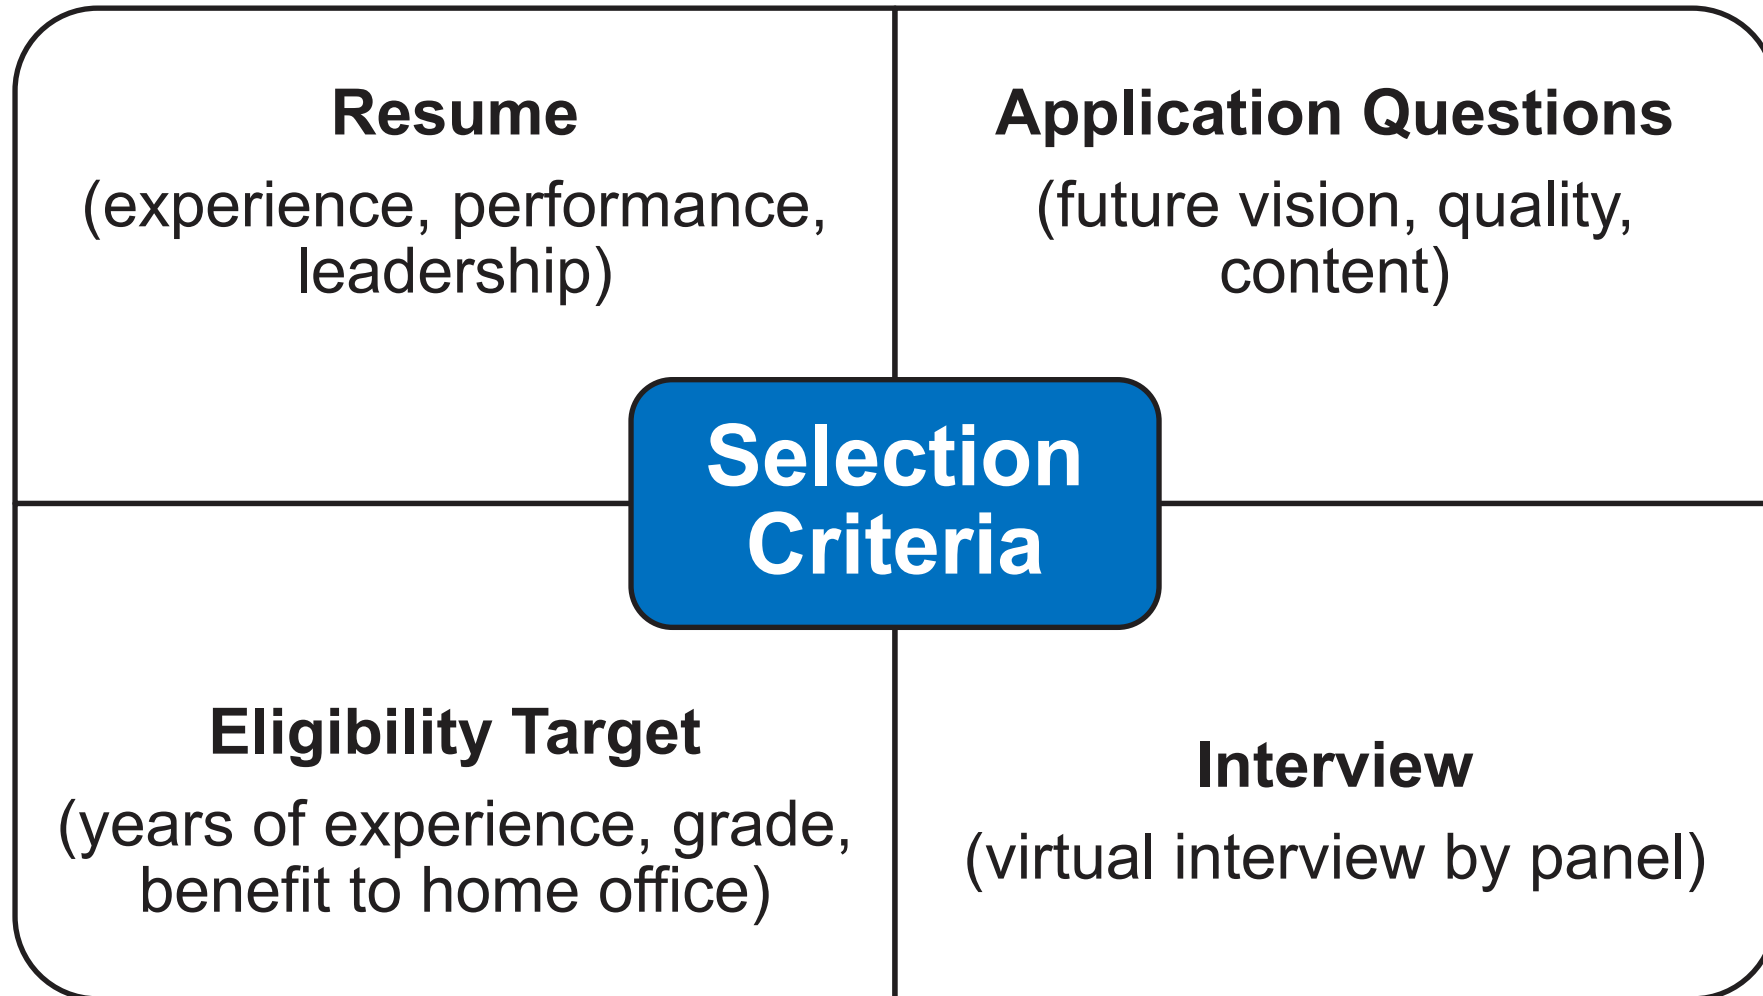 Resume
(experience, performance,
leadership)
Application Questions
(future vision, quality,
content)
Selection
Criteria
Eligibility Target
(years of experience, grade,
benefit to home office)
Interview
(virtual interview by panel)